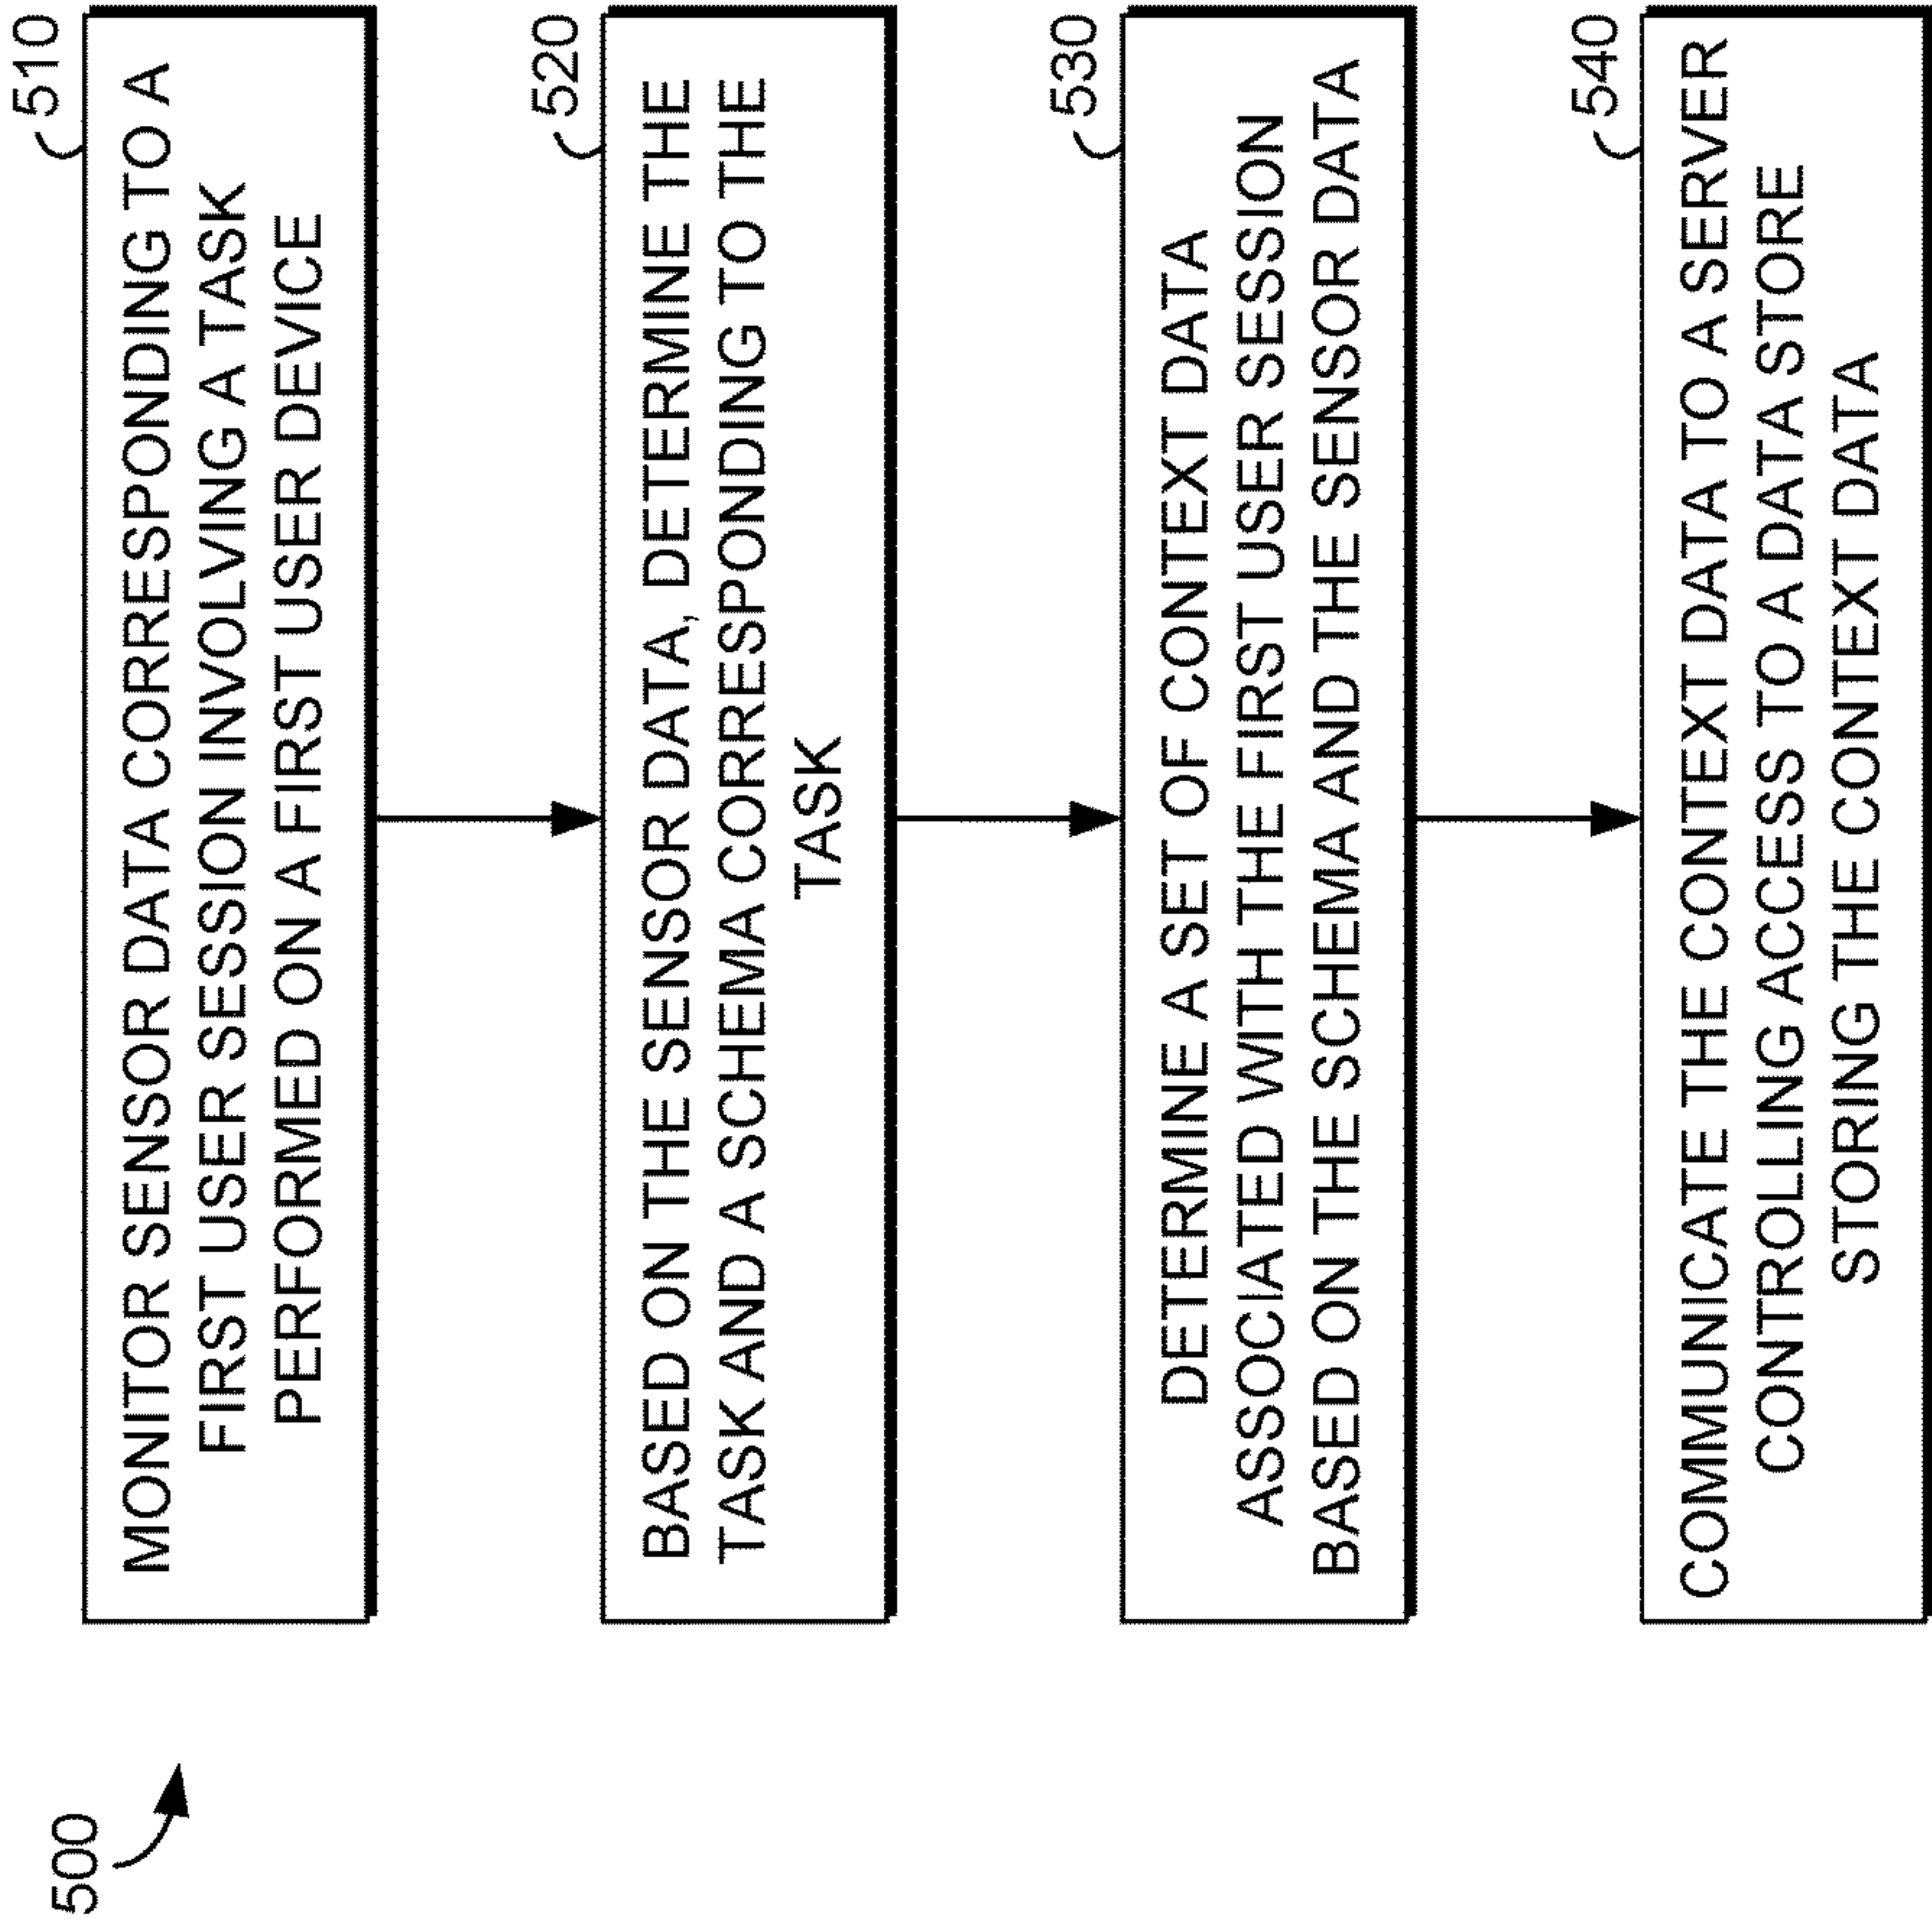 500
510
MONITOR SENSOR DATA CORRESPONDING TO A
FIRST USER SESSION INVOLVING A TASK
PERFORMED ON A FIRST USER DEVICE
520
BASED ON THE SENSOR DATA, DETERMINE THE
TASK AND A SCHEMA CORRESPONDING TO THE
TASK
530
DETERMINE A SET OF CONTEXT DATA
ASSOCIATED WITH THE FIRST USER SESSION
BASED ON THE SCHEMA AND THE SENSOR DATA
540
COMMUNICATE THE CONTEXT DATA TO A SERVER
CONTROLLING ACCESS TO A DATA STORE
STORING THE CONTEXT DATA